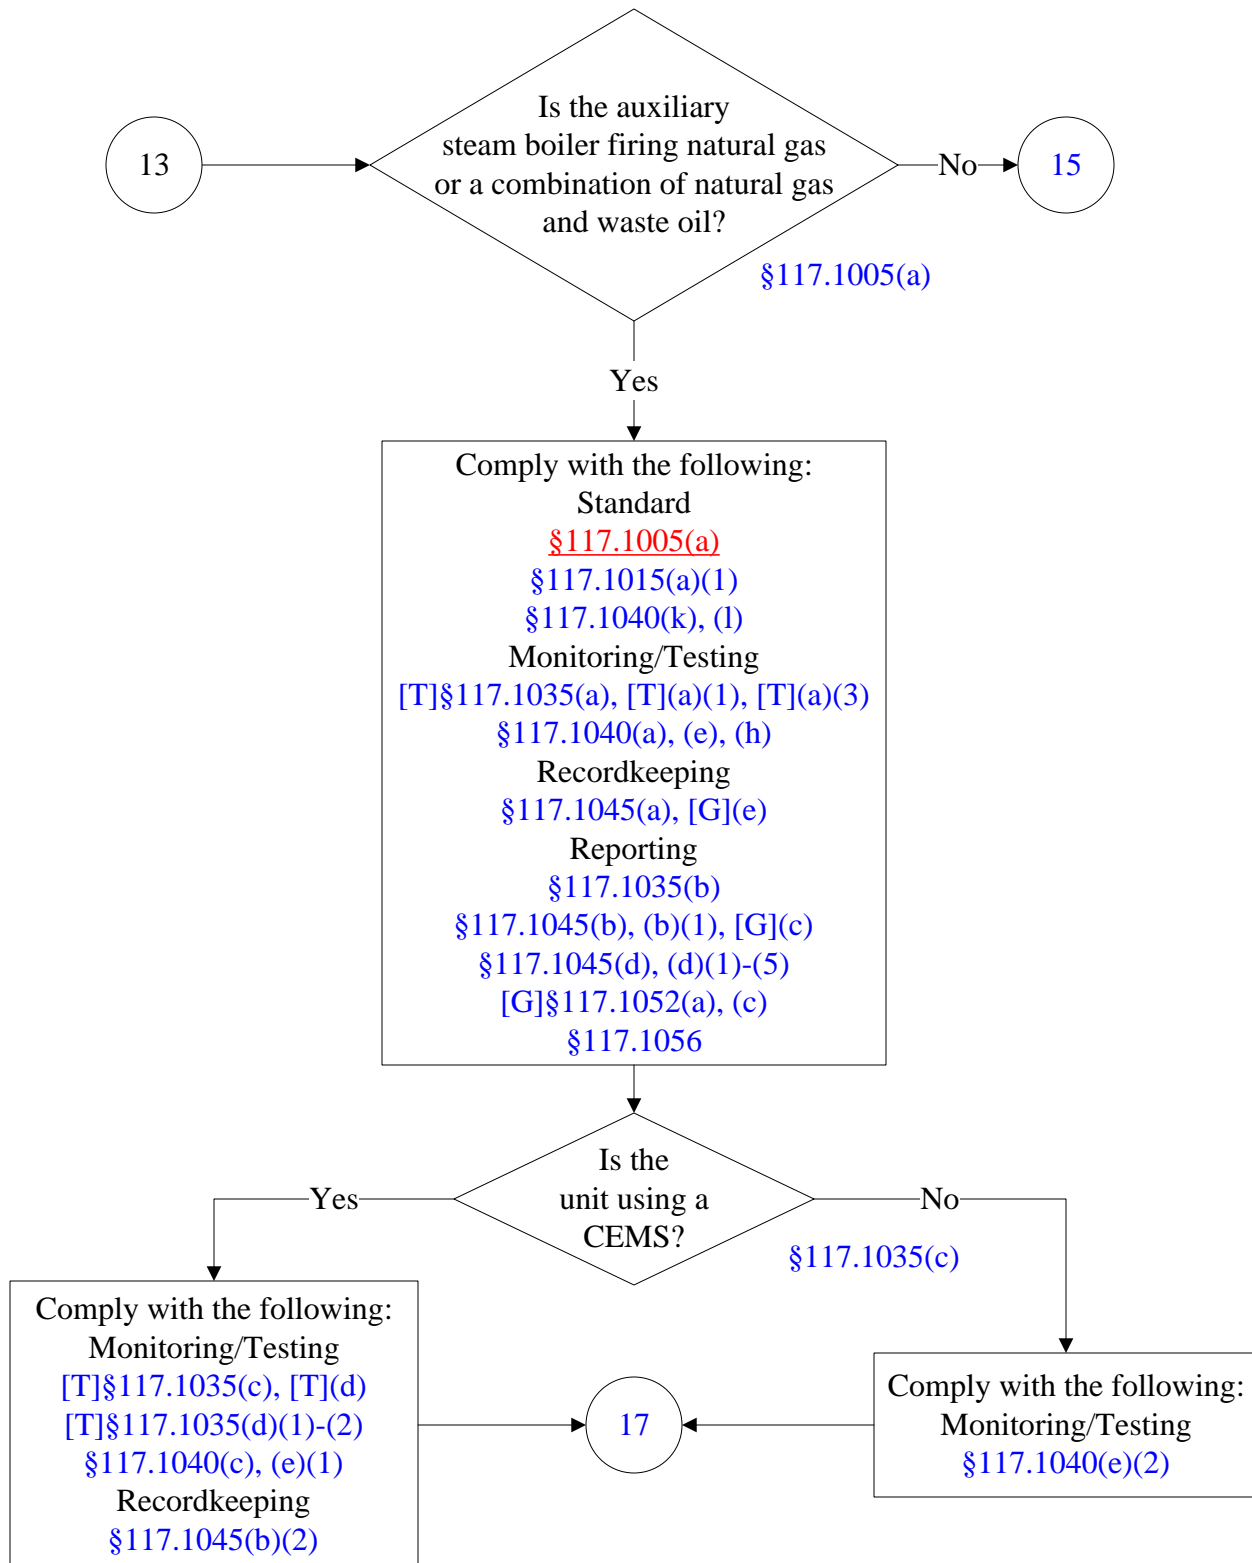 13
Is the auxiliary
steam boiler firing natural gas
or a combination of natural gas
and waste oil?
No
15
§117.1005(a)
Yes
Comply with the following:
Standard
§117.1005(a)
§117.1015(a)(1)
§117.1040(k), (l)
Monitoring/Testing
[T]§117.1035(a), [T](a)(1), [T](a)(3)
§117.1040(a), (e), (h)
Recordkeeping
§117.1045(a), [G](e)
Reporting
§117.1035(b)
§117.1045(b), (b)(1), [G](c)
§117.1045(d), (d)(1)-(5)
[G]§117.1052(a), (c)
§117.1056
Is the
unit using a
CEMS?
Yes
No
§117.1035(c)
Comply with the following:
Monitoring/Testing
[T]§117.1035(c), [T](d)
[T]§117.1035(d)(1)-(2)
§117.1040(c), (e)(1)
Recordkeeping
§117.1045(b)(2)
17
Comply with the following:
Monitoring/Testing
§117.1040(e)(2)